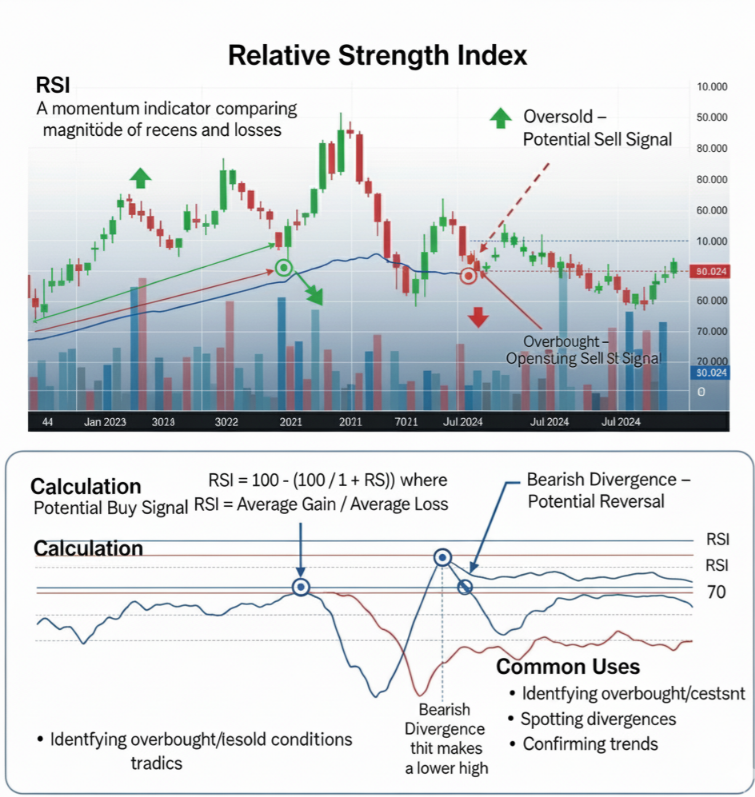 Relative Strength Index
RSI
A momentum indicator comparing
magnitüde of recens and losses
Oversold –
Potential Sell Signal
10.000
50.000
80.000
80.000
60.000
10.000
90.024
60.000
70.000
70.000
50.024
0
Overbought –
Opensung Sell St Signal
44
Jan 2023
3023
3022
2021
2011
7021
Jul 2024
Jul 2024
Jul 2024
Calculation
Potential Buy Signal
RSI = 100 - (100 / 1 + RS)) where
RSI = Average Gain / Average Loss
Bearish Divergence –
Potential Reversal
Calculation
RSI
RSI
70
Common Uses
• Identfying overbought/cestsnt
• Spotting divergences
• Confirming trends
Bearish
Divergence
thit makes
a lower high
• Identfying overbought/lesold conditions
tradics